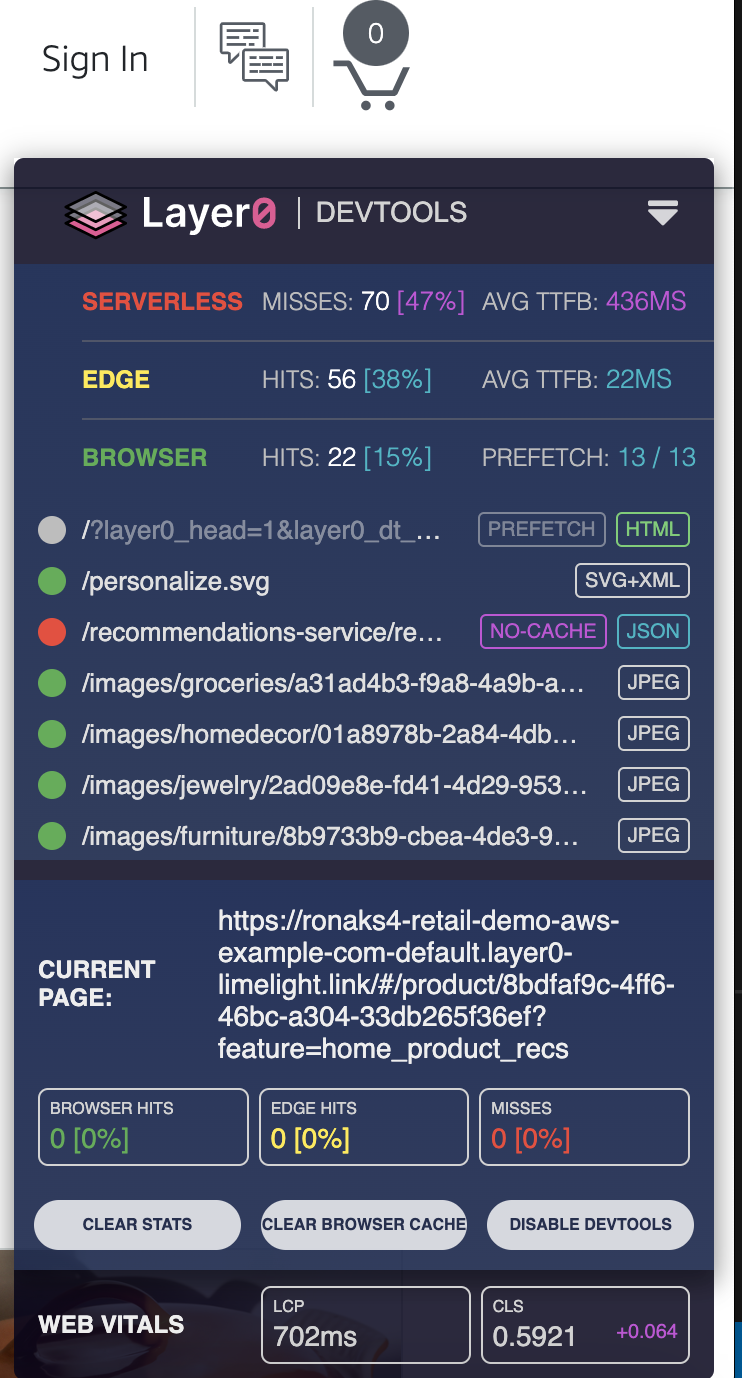 Sign In
0
Layer0 | DEVTOOLS
SERVERLESS MISSES: 70 [47%] AVG TTFB: 436MS
EDGE HITS: 56 [38%] AVG TTFB: 22MS
BROWSER HITS: 22 [15%] PREFETCH: 13 / 13
/?layer0_head=1&layer0_dt_… PREFETCH HTML
/personalize.svg SVG+XML
/recommendations-service/re… NO-CACHE JSON
/images/groceries/a31ad4b3-f9a8-4a9b-a… JPEG
/images/homedecor/01a8978b-2a84-4db… JPEG
/images/jewelry/2ad09e8e-fd41-4d29-953… JPEG
/images/furniture/8b9733b9-cbea-4de3-9… JPEG
CURRENT
PAGE:
https://ronaks4-retail-demo-aws-
example-com-default.layer0-
limelight.link/#/product/8bdfaf9c-4ff6-
46bc-a304-33db265f36ef?
feature=home_product_recs
BROWSER HITS EDGE HITS MISSES
0 [0%] 0 [0%] 0 [0%]
CLEAR STATS CLEAR BROWSER CACHE DISABLE DEVTOOLS
WEB VITALS
LCP CLS
702ms 0.5921 +0.064